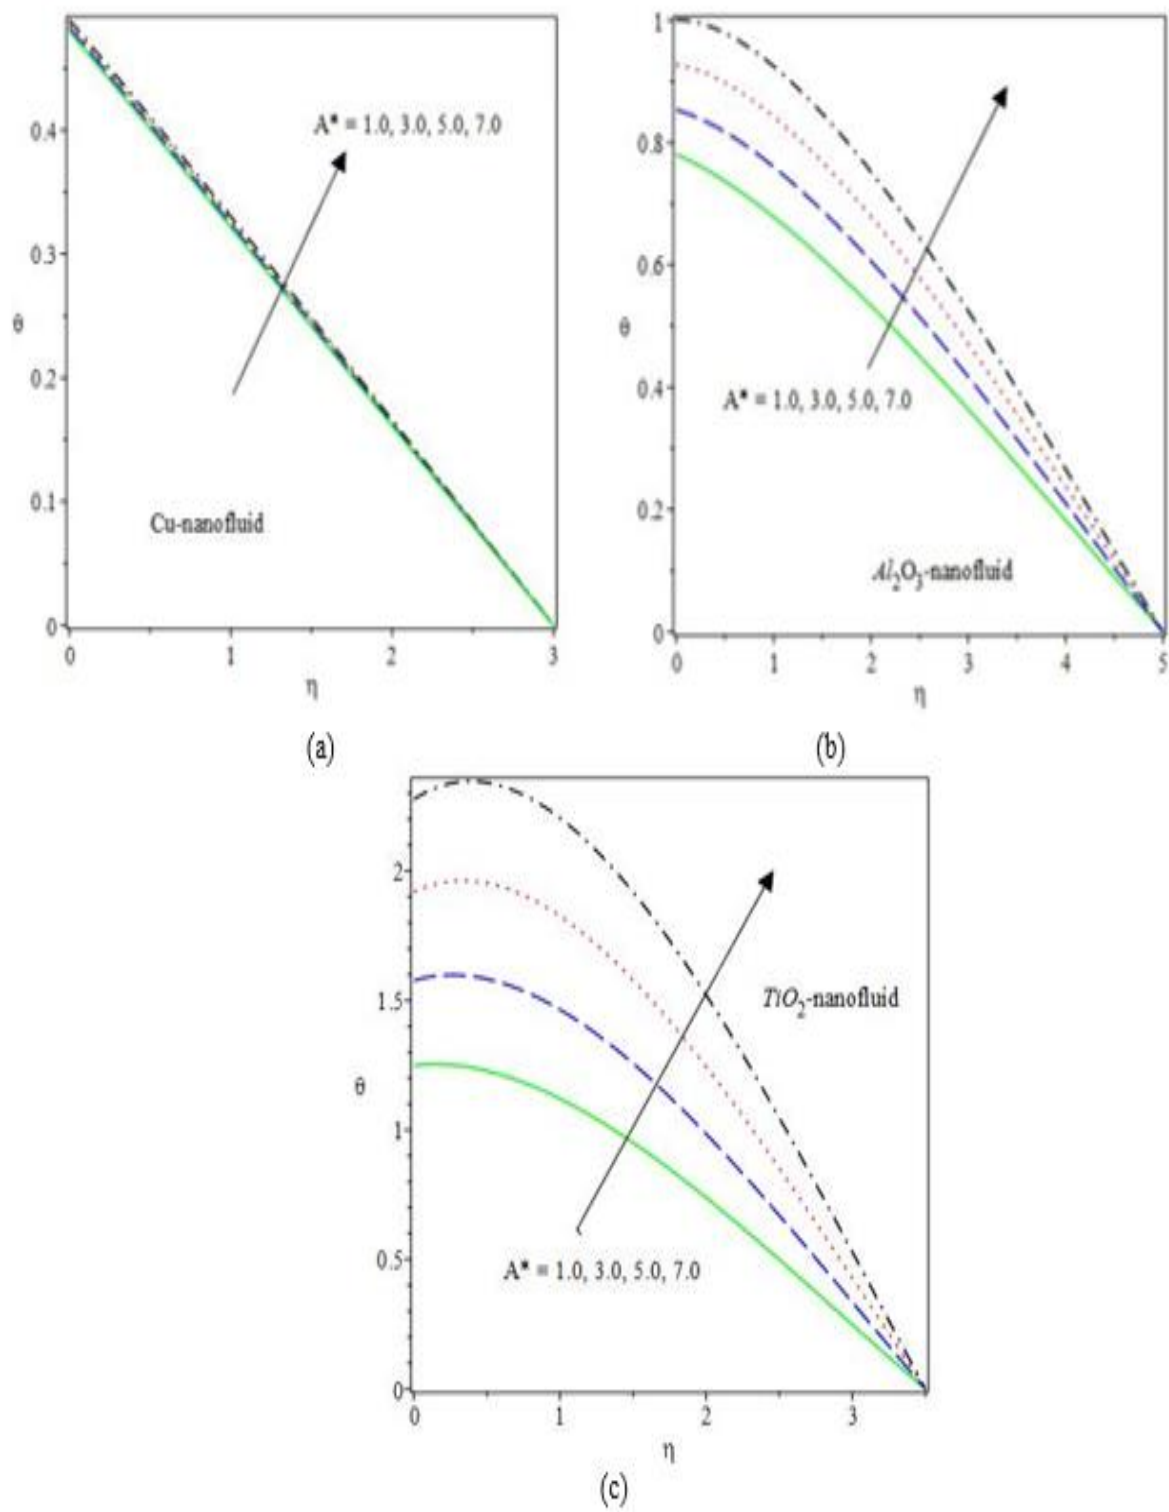 0.4
A* = 1.0, 3.0, 5.0, 7.0
0.3
θ
0.2
0.1
Cu-nanofluid
0
0 1 2 3
η
(a)
1
0.8
0.6
θ
0.4
A* = 1.0, 3.0, 5.0, 7.0
0.2
Al2O3-nanofluid
0
0 1 2 3 4 5
η
(b)
2
1.5
TiO2-nanofluid
θ
1
0.5
A* = 1.0, 3.0, 5.0, 7.0
0
0 1 2 3
η
(c)